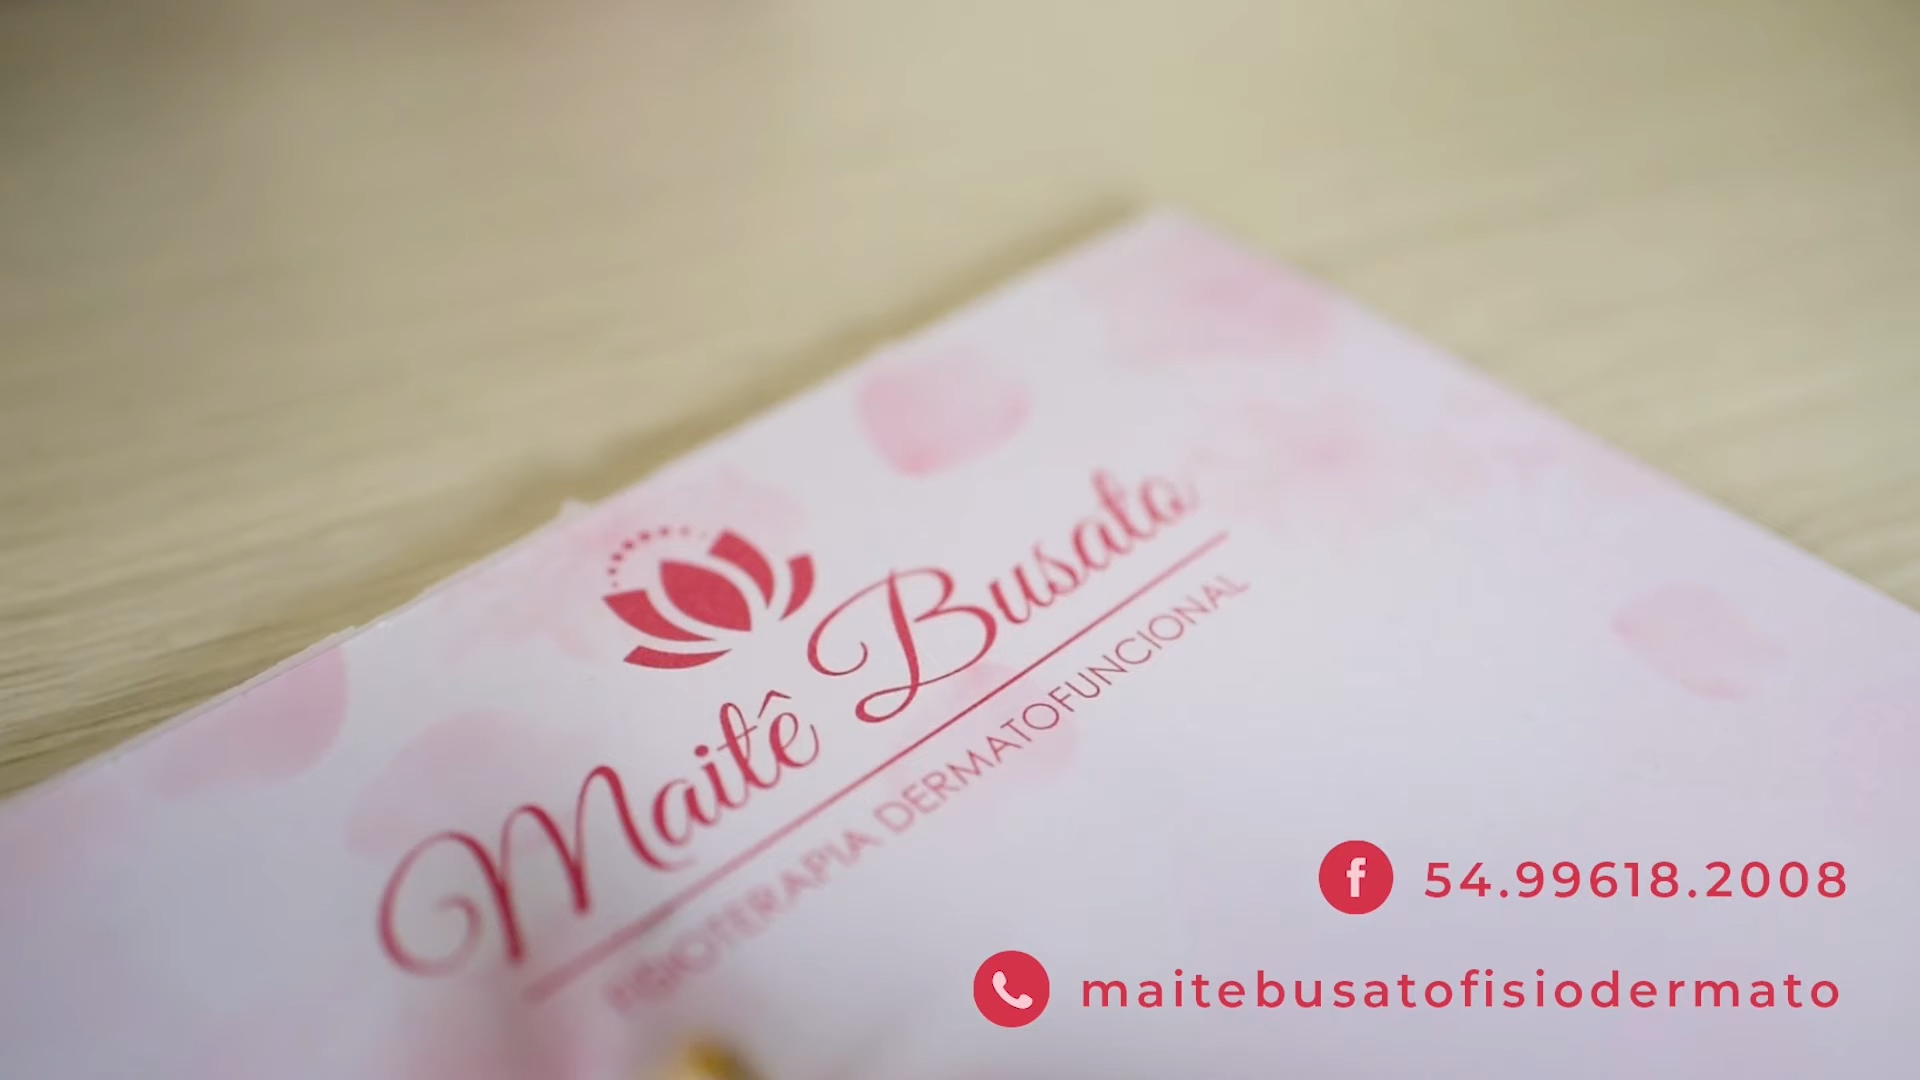 Maitê Busato
FISIOTERAPIA DERMATOFUNCIONAL
54.99618.2008
maitebusatofisiodermato